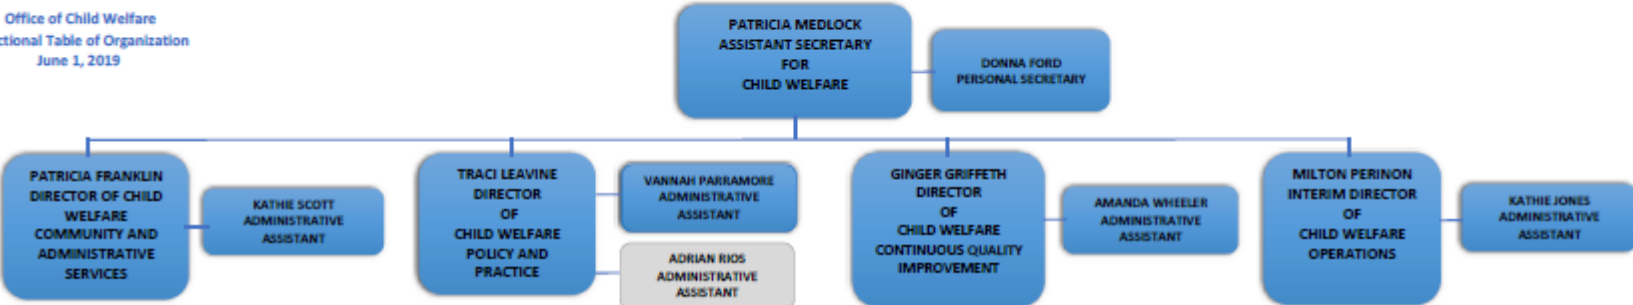 Office of Child Welfare
ctional Table of Organization
June 1, 2019
PATRICIA MEDLOCK
ASSISTANT SECRETARY
FOR
CHILD WELFARE
DONNA FORD
PERSONAL SECRETARY
PATRICIA FRANKLIN
DIRECTOR OF CHILD
WELFARE
COMMUNITY AND
ADMINISTRATIVE
SERVICES
KATHIE SCOTT
ADMINISTRATIVE
ASSISTANT
TRACI LEAVINE
DIRECTOR
OF
CHILD WELFARE
POLICY AND
PRACTICE
VANNAH PARRAMORE
ADMINISTRATIVE
ASSISTANT
ADRIAN RIOS
ADMINISTRATIVE
ASSISTANT
GINGER GRIFFETH
DIRECTOR
OF
CHILD WELFARE
CONTINUOUS QUALITY
IMPROVEMENT
AMANDA WHEELER
ADMINISTRATIVE
ASSISTANT
MILTON PERINON
INTERIM DIRECTOR
OF
CHILD WELFARE
OPERATIONS
KATHIE JONES
ADMINISTRATIVE
ASSISTANT